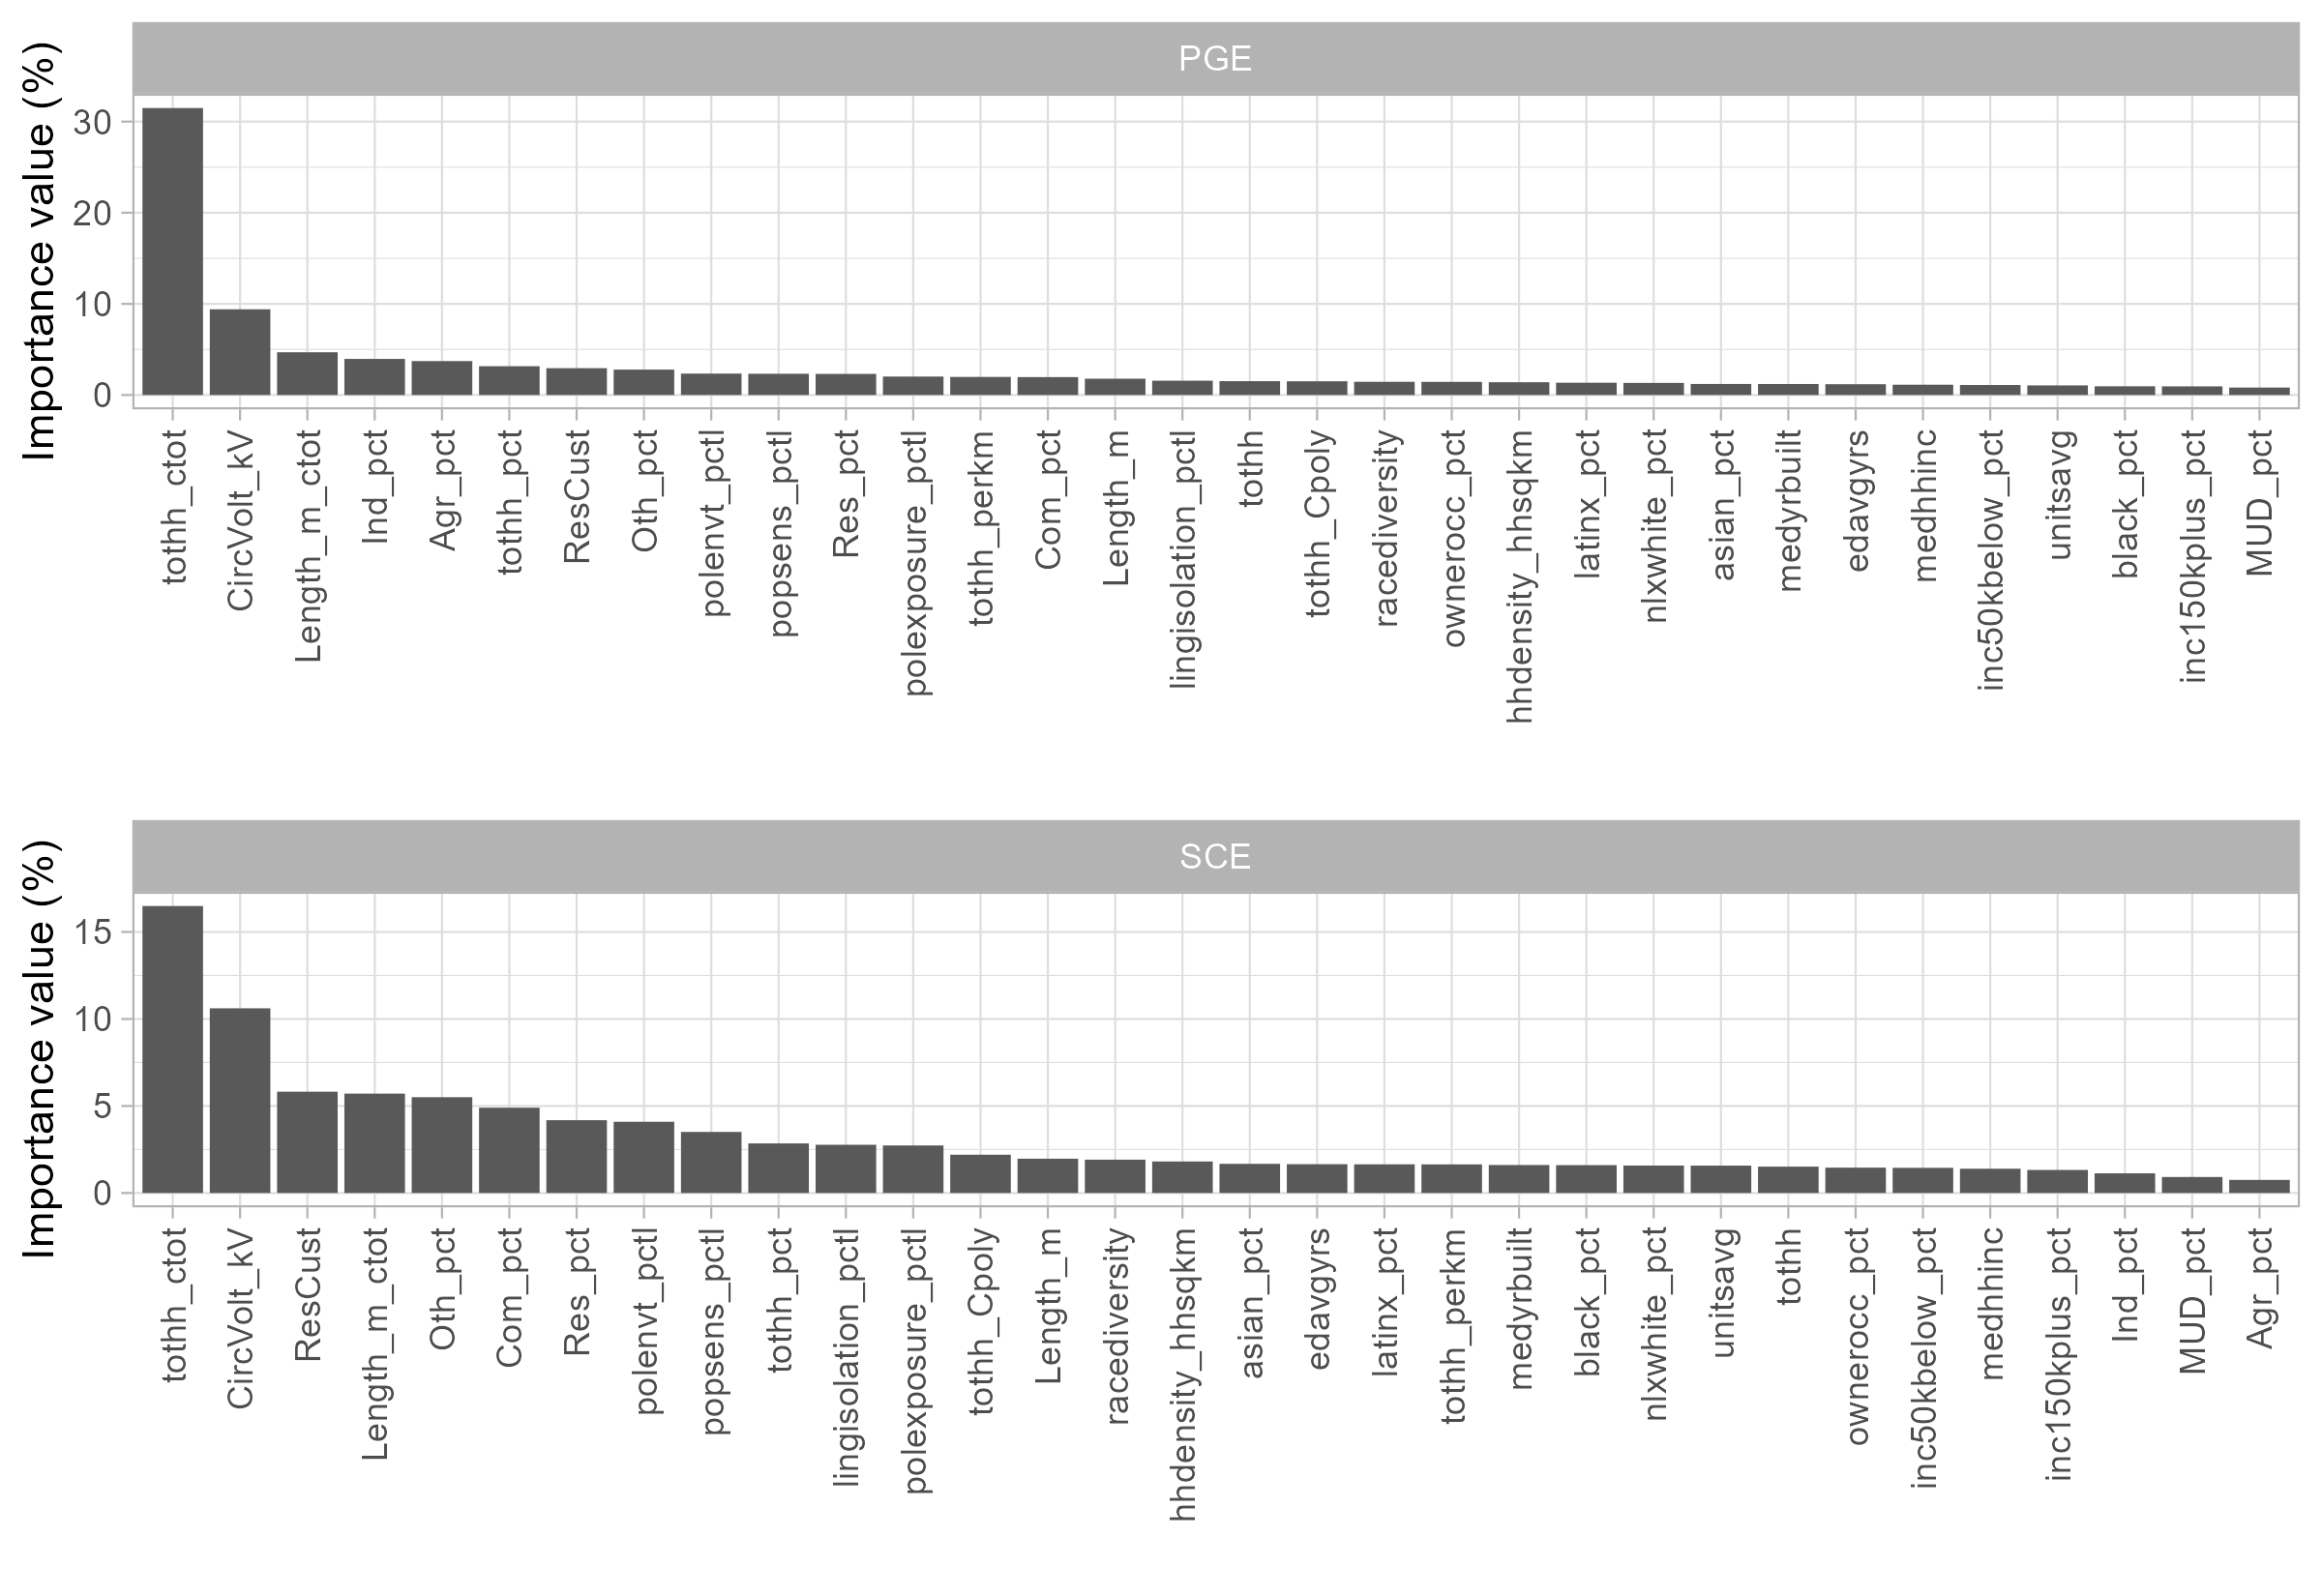 PGE
Importance value (%)
30
20
10
0
tothh_ctot
CircVolt_kV
Length_m_ctot
Ind_pct
Agr_pct
tothh_pct
ResCust
Oth_pct
polenvt_pctl
popsens_pctl
Res_pct
polexposure_pctl
tothh_perkm
Com_pct
Length_m
lingisolation_pctl
tothh
tothh_Cpoly
racediversity
ownerocc_pct
hhdensity_hhsqkm
latinx_pct
nlxwhite_pct
asian_pct
medyrbuilt
edavgyrs
medhhinc
inc50kbelow_pct
unitsavg
black_pct
inc150kplus_pct
MUD_pct
SCE
Importance value (%)
15
10
5
0
tothh_ctot
CircVolt_kV
ResCust
Length_m_ctot
Oth_pct
Com_pct
Res_pct
polenvt_pctl
popsens_pctl
tothh_pct
lingisolation_pctl
polexposure_pctl
tothh_Cpoly
Length_m
racediversity
hhdensity_hhsqkm
asian_pct
edavgyrs
latinx_pct
tothh_perkm
medyrbuilt
black_pct
nlxwhite_pct
unitsavg
tothh
ownerocc_pct
inc50kbelow_pct
medhhinc
inc150kplus_pct
Ind_pct
MUD_pct
Agr_pct